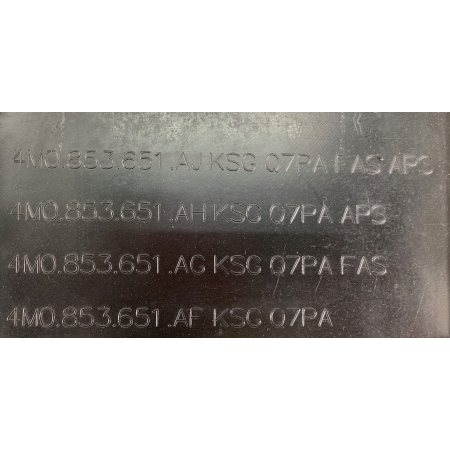 4M0.853.651.AJ KSG Q7PA FAS APS
4M0.853.651.AH KSG Q7PA APS
4M0.853.651.AG KSG Q7PA FAS
4M0.853.651.AF KSG Q7PA